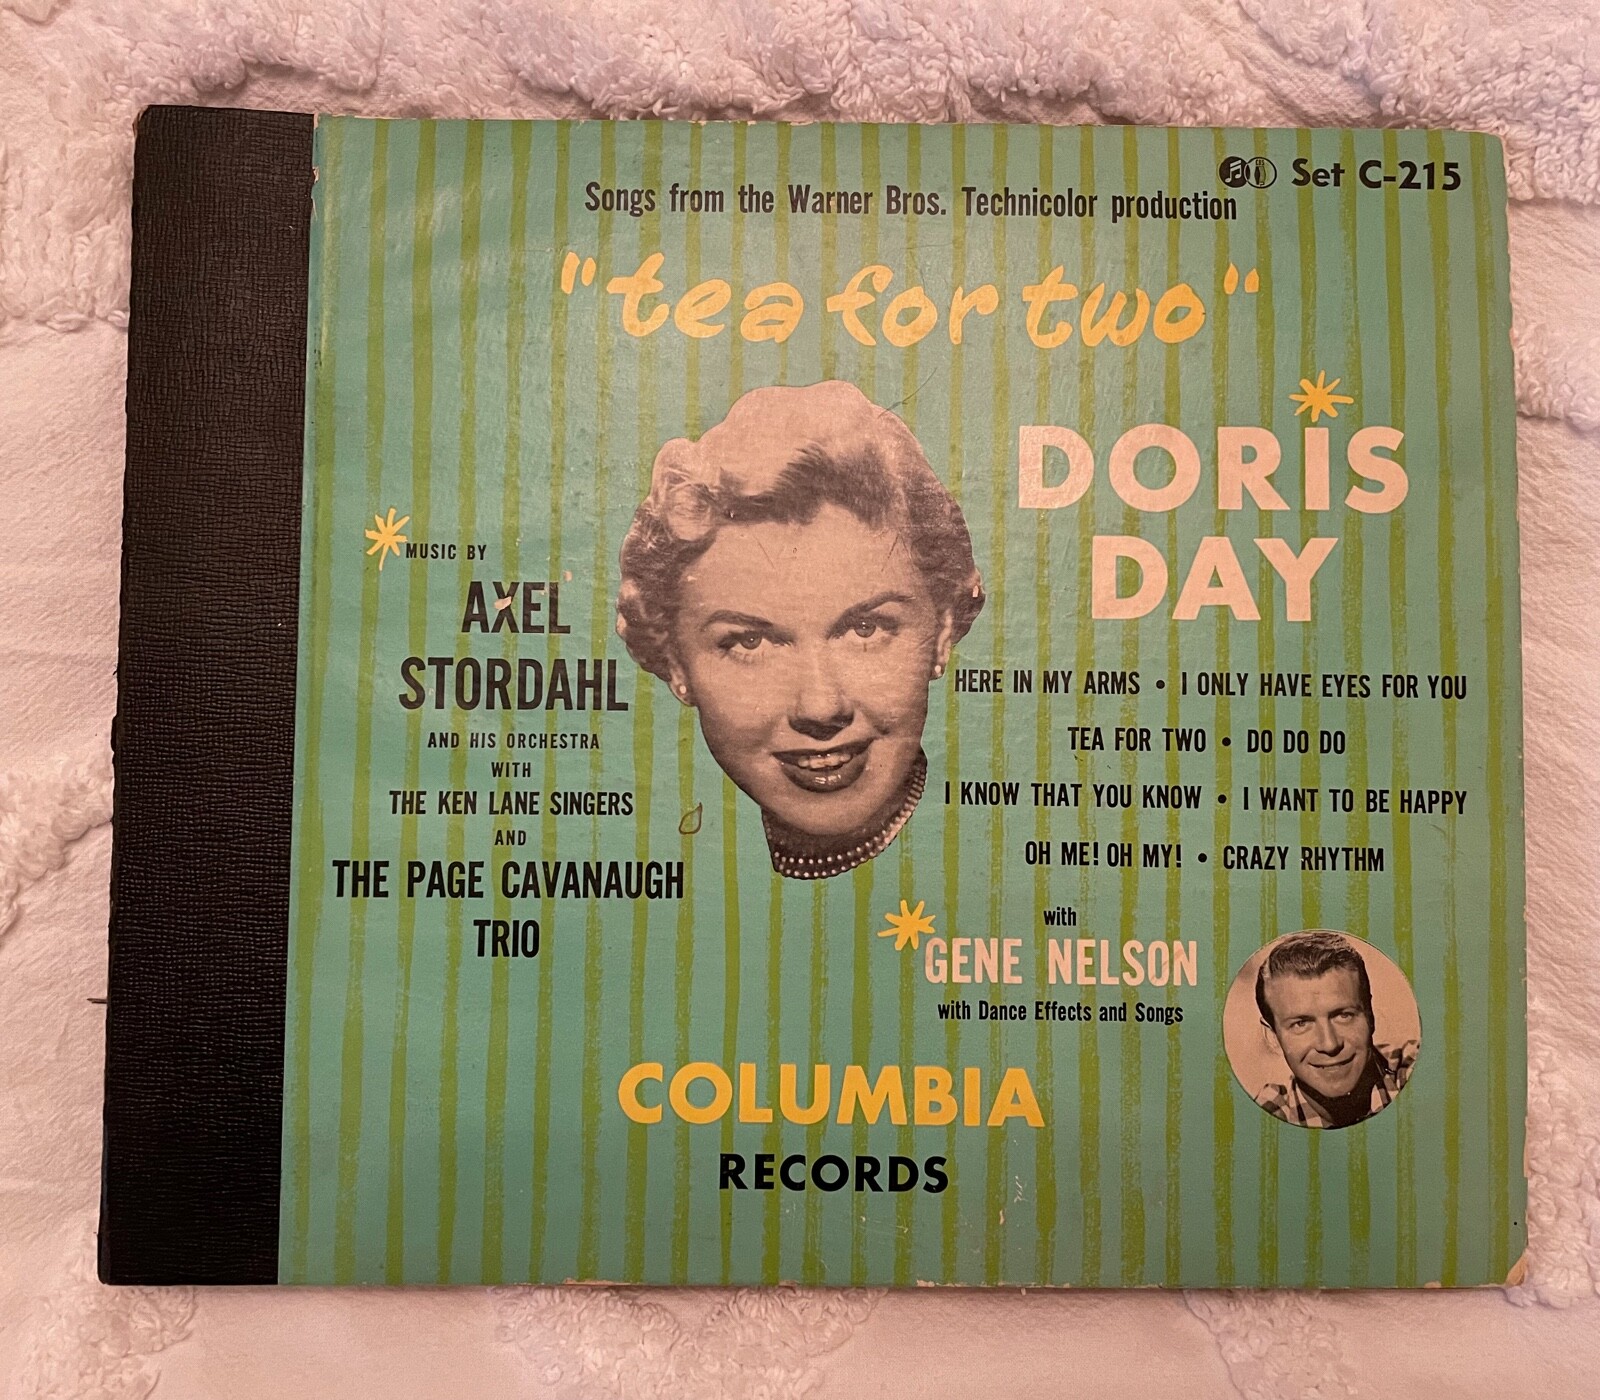 Set C-215
Songs from the Warner Bros. Technicolor production
"tea for two"
DORIS
DAY
MUSIC BY
AXEL
STORDAHL
AND HIS ORCHESTRA
WITH
THE KEN LANE SINGERS
AND
THE PAGE CAVANAUGH
TRIO
HERE IN MY ARMS • I ONLY HAVE EYES FOR YOU
TEA FOR TWO • DO DO DO
I KNOW THAT YOU KNOW • I WANT TO BE HAPPY
OH ME! OH MY! • CRAZY RHYTHM
with
GENE NELSON
with Dance Effects and Songs
COLUMBIA
RECORDS